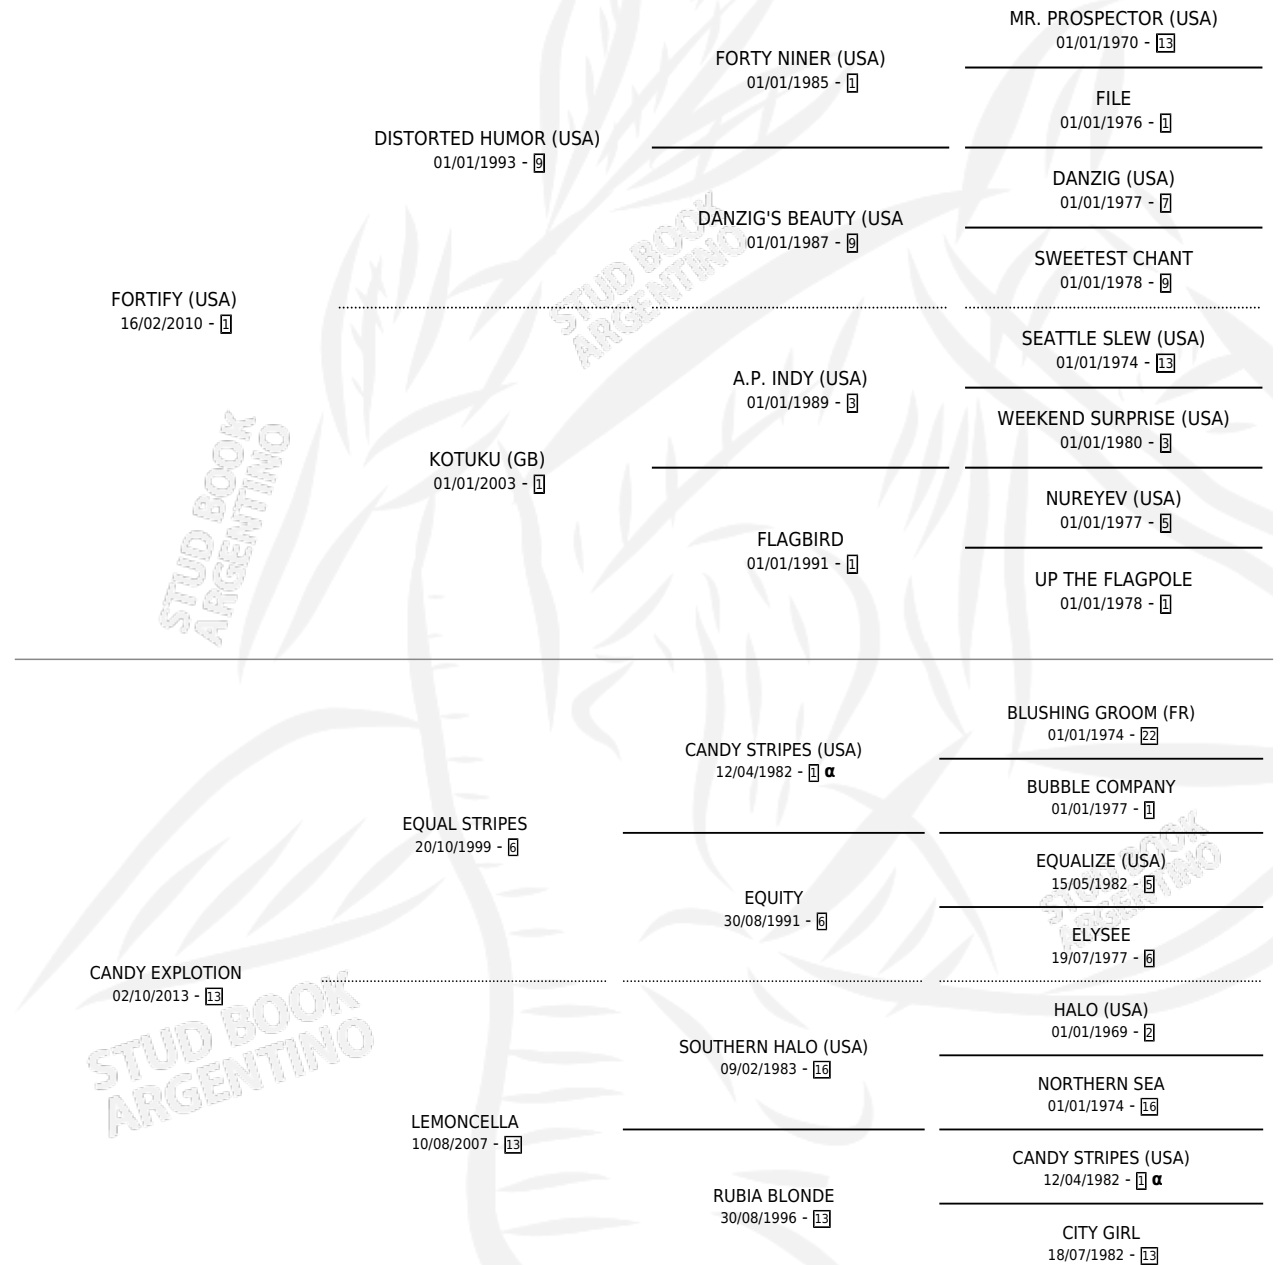 MR. PROSPECTOR (USA)
01/01/1970 - 13
FORTY NINER (USA)
01/01/1985 - 1
FILE
01/01/1976 - 1
DISTORTED HUMOR (USA)
01/01/1993 - 9
DANZIG (USA)
01/01/1977 - 7
DANZIG'S BEAUTY (USA
01/01/1987 - 9
SWEETEST CHANT
01/01/1978 - 9
FORTIFY (USA)
16/02/2010 - 1
SEATTLE SLEW (USA)
01/01/1974 - 13
A.P. INDY (USA)
01/01/1989 - 3
WEEKEND SURPRISE (USA)
01/01/1980 - 3
KOTUKU (GB)
01/01/2003 - 1
NUREYEV (USA)
01/01/1977 - 5
FLAGBIRD
01/01/1991 - 1
UP THE FLAGPOLE
01/01/1978 - 1
BLUSHING GROOM (FR)
01/01/1974 - 22
CANDY STRIPES (USA)
12/04/1982 - 1 α
BUBBLE COMPANY
01/01/1977 - 1
EQUAL STRIPES
20/10/1999 - 6
EQUALIZE (USA)
15/05/1982 - 5
EQUITY
30/08/1991 - 6
ELYSEE
19/07/1977 - 6
CANDY EXPLOTION
02/10/2013 - 13
HALO (USA)
01/01/1969 - 2
SOUTHERN HALO (USA)
09/02/1983 - 16
NORTHERN SEA
01/01/1974 - 16
LEMONCELLA
10/08/2007 - 13
CANDY STRIPES (USA)
12/04/1982 - 1 α
RUBIA BLONDE
30/08/1996 - 13
CITY GIRL
18/07/1982 - 13
STUD BOOK
ARGENTINO
STUD BOOK
ARGENTINO
STUD BOOK
ARGENTINO
STUD BOOK
ARGENTINO